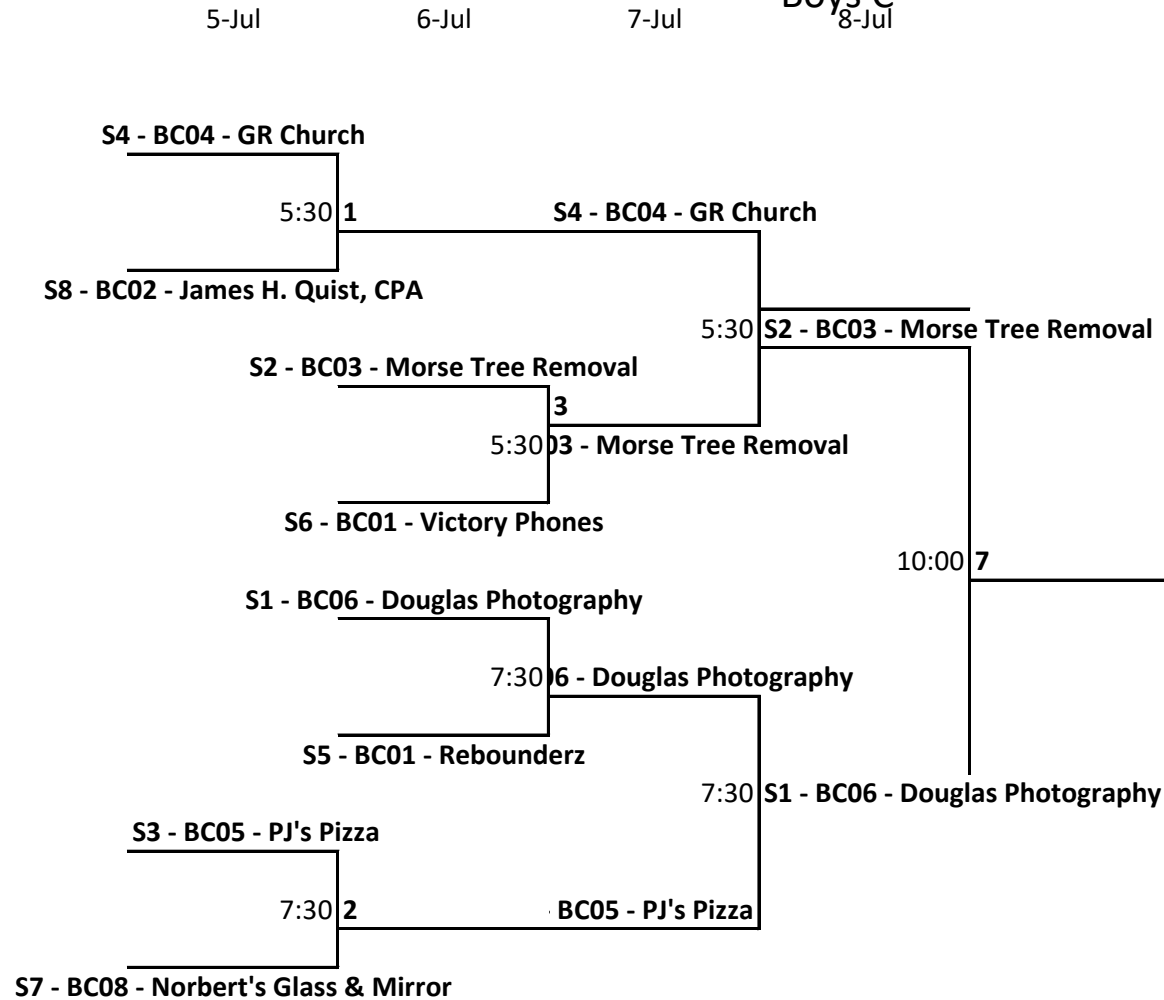 Boys C
5-Jul 6-Jul 7-Jul 8-Jul
S4 - BC04 - GR Church
5:30 1 S4 - BC04 - GR Church
S8 - BC02 - James H. Quist, CPA
5:30 S2 - BC03 - Morse Tree Removal
S2 - BC03 - Morse Tree Removal
3
5:30 03 - Morse Tree Removal
S6 - BC01 - Victory Phones
10:00 7
S1 - BC06 - Douglas Photography
7:30 6 - Douglas Photography
S5 - BC01 - Rebounderz
7:30 S1 - BC06 - Douglas Photography
S3 - BC05 - PJ's Pizza
7:30 2 BC05 - PJ's Pizza
S7 - BC08 - Norbert's Glass & Mirror